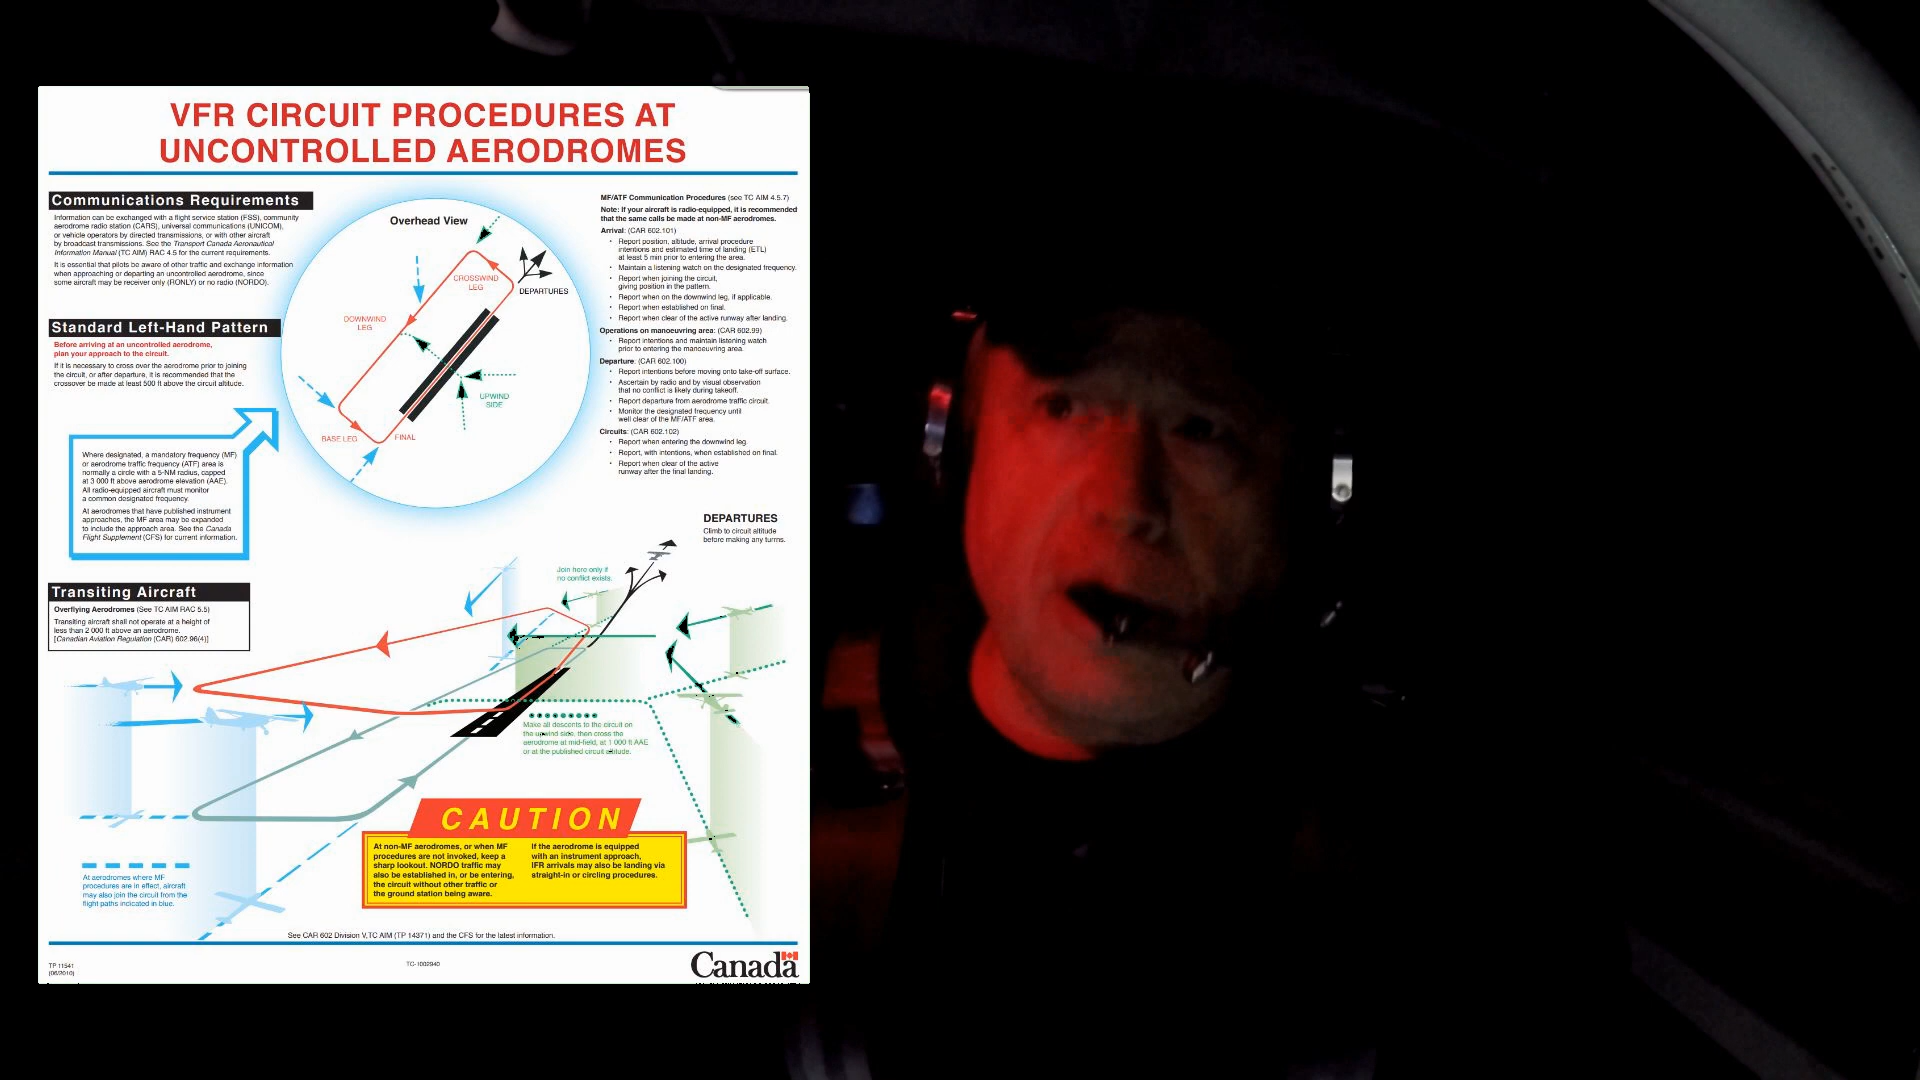 VFR CIRCUIT PROCEDURES AT
UNCONTROLLED AERODROMES
Communications Requirements
Information can be exchanged with a flight service station (FSS), community
aerodrome radio station (CARS), universal communications (UNICOM),
or vehicle operators by directed transmissions, or with other aircraft
by broadcast transmissions. See the Transport Canada Aeronautical
Information Manual (TC AIM) RAC 4.5 for the current requirements.
It is essential that pilots be aware of other traffic and exchange information
when approaching or departing an uncontrolled aerodrome, since
some aircraft may be receiver only (RONLY) or no radio (NORDO).
Standard Left-Hand Pattern
Before arriving at an uncontrolled aerodrome,
plan your approach to the circuit.
If it is necessary to cross over the aerodrome prior to joining
the circuit, or after departure, it is recommended that the
crossover be made at least 500 ft above the circuit altitude.
Where designated, a mandatory frequency (MF)
or aerodrome traffic frequency (ATF) area is
normally a circle with a 5-NM radius, capped
at 3 000 ft above aerodrome elevation (AAE).
All radio-equipped aircraft must monitor
a common designated frequency.
At aerodromes that have published instrument
approaches, the MF area may be expanded
to include the approach area. See the Canada
Flight Supplement (CFS) for current information.
Transiting Aircraft
Overflying Aerodromes (See TC AIM RAC 5.5)
Transiting aircraft shall not operate at a height of
less than 2 000 ft above an aerodrome.
[Canadian Aviation Regulation (CAR) 602.96(4)]
Overhead View
CROSSWIND
LEG
DEPARTURES
DOWNWIND
LEG
UPWIND
SIDE
BASE LEG
FINAL
MF/ATF Communication Procedures (see TC AIM 4.5.7)
Note: If your aircraft is radio-equipped, it is recommended
that the same calls be made at non-MF aerodromes.
Arrival: (CAR 602.101)
• Report position, altitude, arrival procedure
intentions and estimated time of landing (ETL)
at least 5 min prior to entering the area.
• Maintain a listening watch on the designated frequency.
• Report when joining the circuit,
giving position in the pattern.
• Report when on the downwind leg, if applicable.
• Report when established on final.
• Report when clear of the active runway after landing.
Operations on manoeuvring area: (CAR 602.99)
• Report intentions and maintain listening watch
prior to entering the manoeuvring area.
Departure: (CAR 602.100)
• Report intentions before moving onto take-off surface.
• Ascertain by radio and by visual observation
that no conflict is likely during takeoff.
• Report departure from aerodrome traffic circuit.
• Monitor the designated frequency until
well clear of the MF/ATF area.
Circuits: (CAR 602.102)
• Report when entering the downwind leg.
• Report, with intentions, when established on final.
• Report when clear of the active
runway after the final landing.
DEPARTURES
Climb to circuit altitude
before making any turns.
Join here only if
no conflict exists.
Make all descents to the circuit on
the upwind side, then cross the
aerodrome at mid-field, at 1 000 ft AAE
or at the published circuit altitude.
CAUTION
At non-MF aerodromes, or when MF
procedures are not invoked, keep a
sharp lookout. NORDO traffic may
also be established in, or be entering,
the circuit without other traffic or
the ground station being aware.
If the aerodrome is equipped
with an instrument approach,
IFR arrivals may also be landing via
straight-in or circling procedures.
At aerodromes where MF
procedures are in effect, aircraft
may also join the circuit from the
flight paths indicated in blue.
See CAR 602 Division V, TC AIM (TP 14371) and the CFS for the latest information.
TP 11541
(06/2010)
TC-1002940
Canada